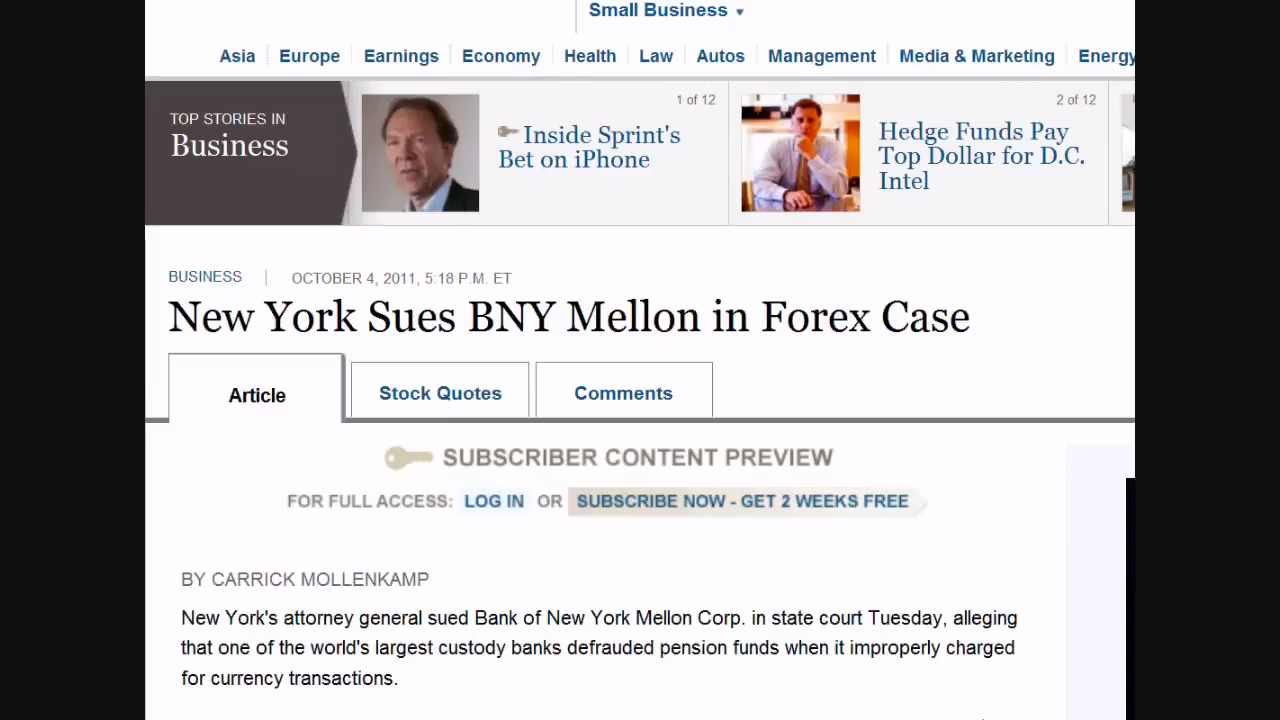 Small Business
Asia Europe Earnings Economy Health Law Autos Management Media & Marketing Energy
TOP STORIES IN
Business
1 of 12
Inside Sprint's
Bet on iPhone
2 of 12
Hedge Funds Pay
Top Dollar for D.C.
Intel
BUSINESS OCTOBER 4, 2011, 5:18 P.M. ET
New York Sues BNY Mellon in Forex Case
Article Stock Quotes Comments
SUBSCRIBER CONTENT PREVIEW
FOR FULL ACCESS: LOG IN OR SUBSCRIBE NOW - GET 2 WEEKS FREE
BY CARRICK MOLLENKAMP
New York's attorney general sued Bank of New York Mellon Corp. in state court Tuesday, alleging
that one of the world's largest custody banks defrauded pension funds when it improperly charged
for currency transactions.